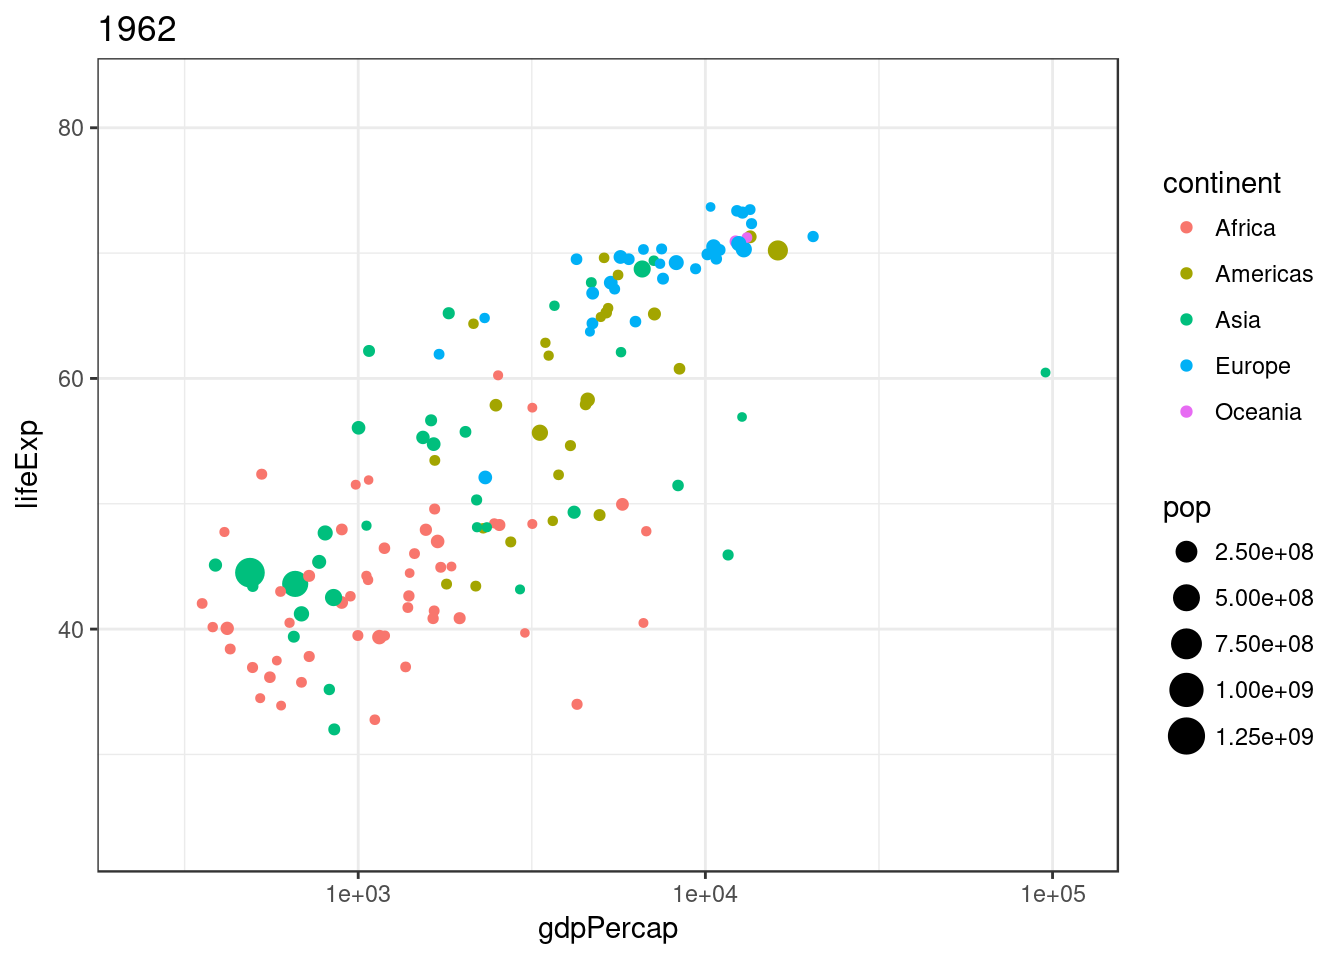 1962
80
60
40
lifeExp
1e+03
1e+04
1e+05
gdpPercap
continent
Africa
Americas
Asia
Europe
Oceania
pop
2.50e+08
5.00e+08
7.50e+08
1.00e+09
1.25e+09